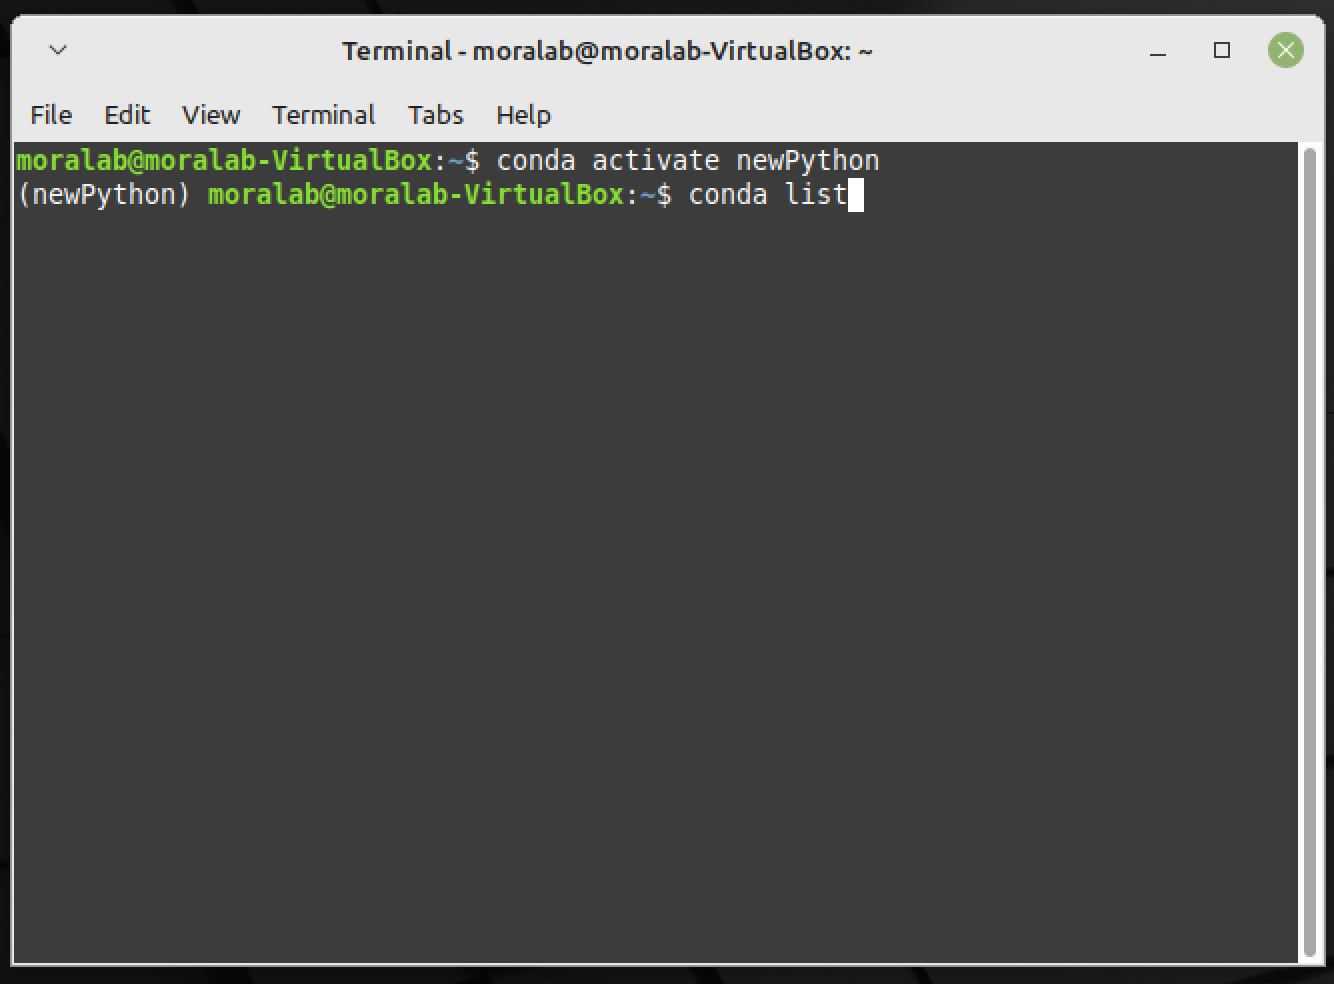 Terminal - moralab@moralab-VirtualBox: ~
File Edit View Terminal Tabs Help
moralab@moralab-VirtualBox:~$ conda activate newPython
(newPython) moralab@moralab-VirtualBox:~$ conda list